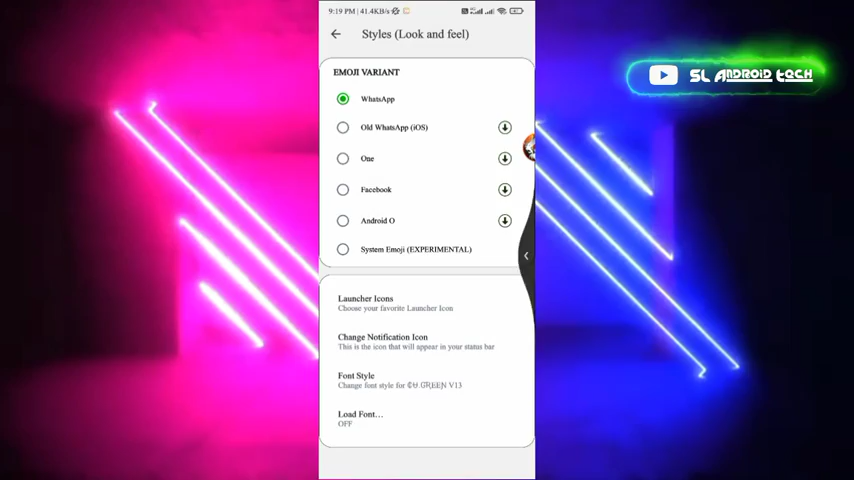 9:19 PM | 41.4KB/s
Styles (Look and feel)
SL ANDROID TECH
EMOJI VARIANT
WhatsApp
Old WhatsApp (iOS)
One
Facebook
Android O
System Emoji (EXPERIMENTAL)
Launcher Icons
Choose your favorite Launcher Icon
Change Notification Icon
This is the icon that will appear in your status bar
Font Style
Change font style for GREEN V13
Load Font...
OFF